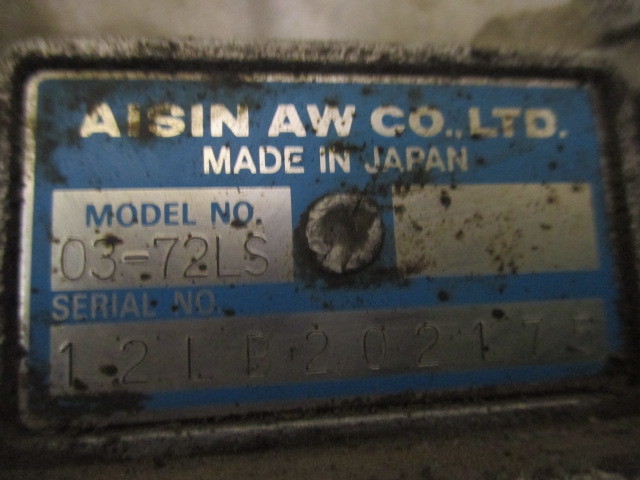 AISIN AW CO., LTD.
MADE IN JAPAN
MODEL NO.
03-72LS
SERIAL NO.